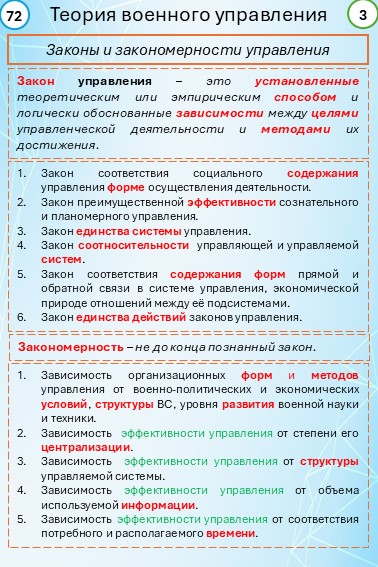 72
Теория военного управления
3
Законы и закономерности управления
Закон управления – это установленные
теоретическим или эмпирическим способом и
логически обоснованные зависимости между целями
управленческой деятельности и методами их
достижения.
1. Закон соответствия социального содержания
управления форме осуществления деятельности.
2. Закон преимущественной эффективности сознательного
и планомерного управления.
3. Закон единства системы управления.
4. Закон соотносительности управляющей и управляемой
систем.
5. Закон соответствия содержания форм прямой и
обратной связи в системе управления, экономической
природе отношений между её подсистемами.
6. Закон единства действий законов управления.
Закономерность – не до конца познанный закон.
1. Зависимость организационных форм и методов
управления от военно-политических и экономических
условий, структуры ВС, уровня развития военной науки
и техники.
2. Зависимость эффективности управления от степени его
централизации.
3. Зависимость эффективности управления от структуры
управляемой системы.
4. Зависимость эффективности управления от объема
используемой информации.
5. Зависимость эффективности управления от соответствия
потребного и располагаемого времени.